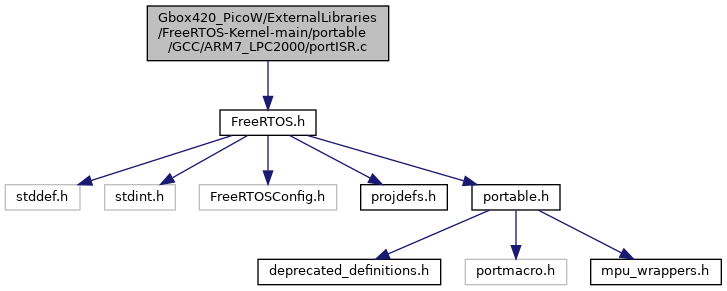 Gbox420_PicoW/ExternalLibraries
/FreeRTOS-Kernel-main/portable
/GCC/ARM7_LPC2000/portISR.c
FreeRTOS.h
stddef.h
stdint.h
FreeRTOSConfig.h
projdefs.h
portable.h
deprecated_definitions.h
portmacro.h
mpu_wrappers.h